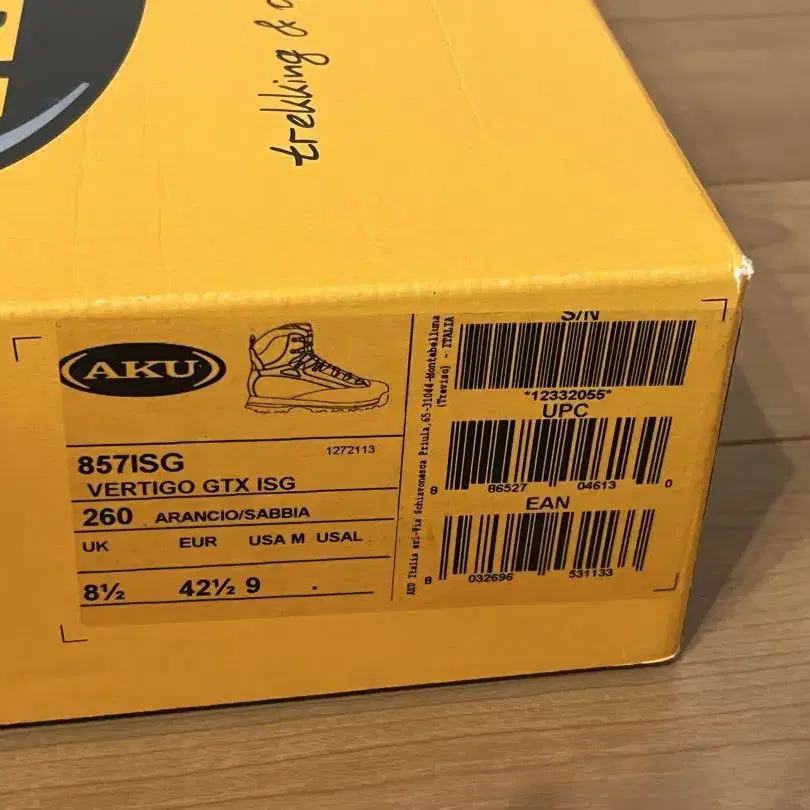 trekking &
AKU
857ISG
1272113
VERTIGO GTX ISG
260 ARANCIO/SABBIA
UK EUR USA M USAL
8½ 42½ 9 .
AKU Italia srl-Via Schiavonesca Priula,65-31044-Montebelluna
(Treviso) - ITALIA
S/N
*12332055*
UPC
8 86527 04613 0
EAN
8 032696 531133